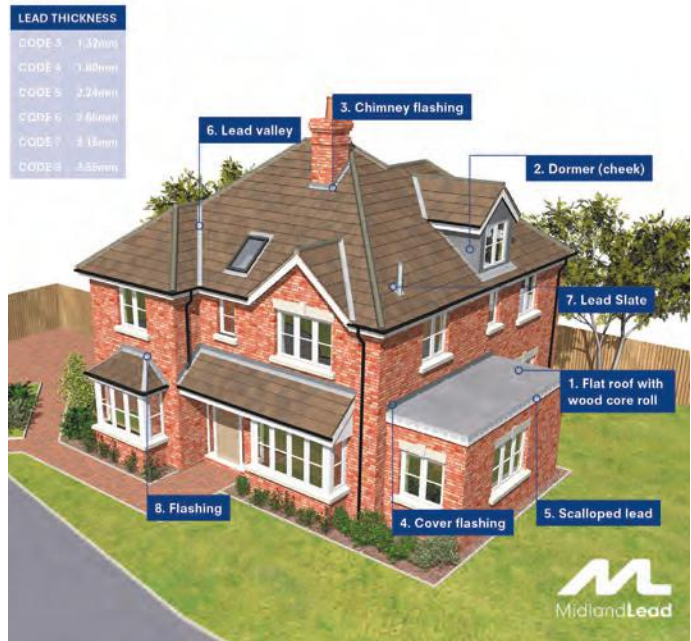 LEAD THICKNESS
CODE 3 1.32mm
CODE 4 1.80mm
CODE 5 2.24mm
CODE 6 2.65mm
CODE 7 3.15mm
CODE 8 3.55mm
3. Chimney flashing
6. Lead valley
2. Dormer (cheek)
7. Lead Slate
1. Flat roof with
wood core roll
8. Flashing
4. Cover flashing
5. Scalloped lead
MidlandLead